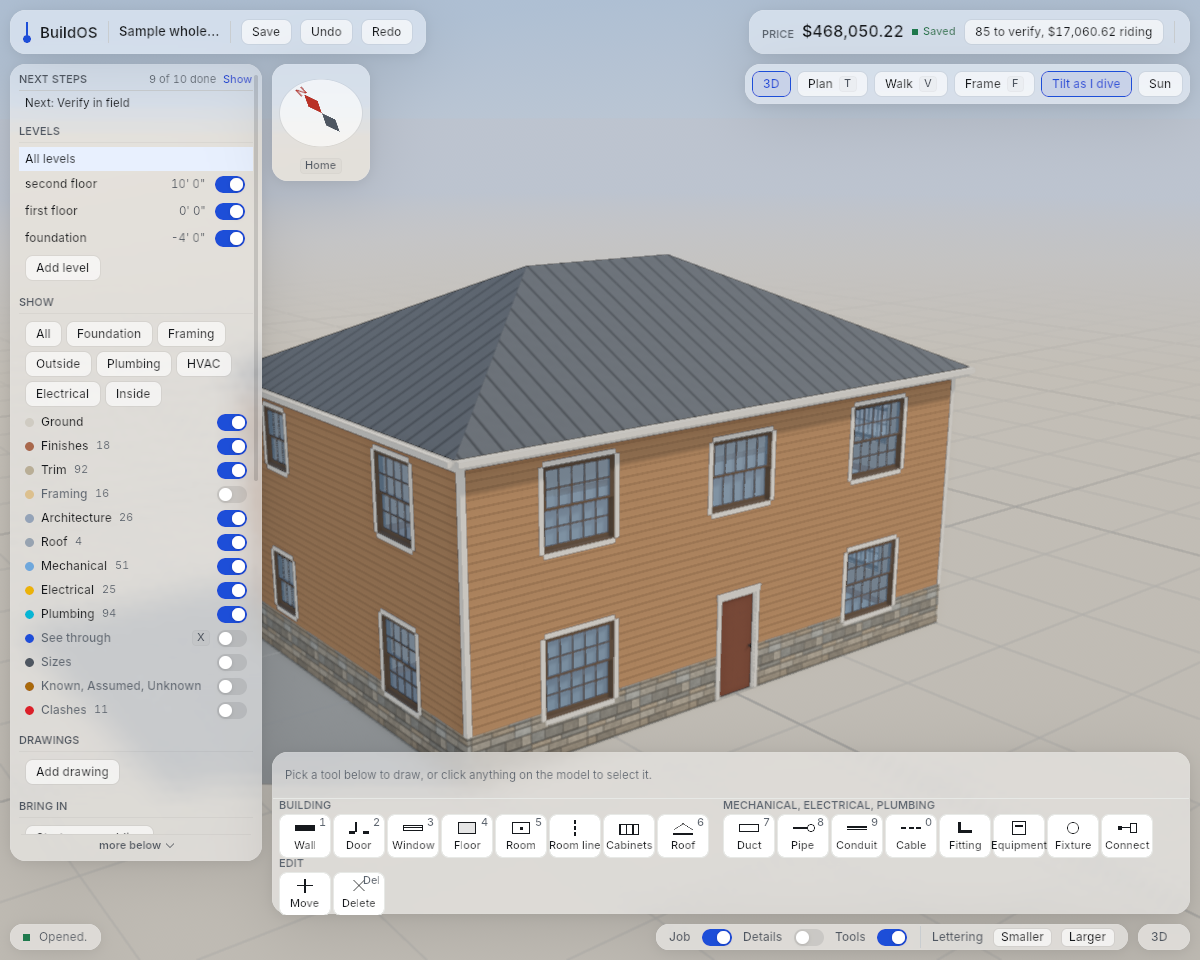 BuildOS
Sample whole...
Save
Undo
Redo
PRICE $468,050.22
Saved
85 to verify, $17,060.62 riding
3D
Plan T
Walk V
Frame F
Tilt as I dive
Sun
NEXT STEPS 9 of 10 done Show
Next: Verify in field
LEVELS
All levels
second floor 10' 0"
first floor 0' 0"
foundation -4' 0"
Add level
N
Home
SHOW
All
Foundation
Framing
Outside
Plumbing
HVAC
Electrical
Inside
Ground
Finishes 18
Trim 92
Framing 16
Architecture 26
Roof 4
Mechanical 51
Electrical 25
Plumbing 94
See through X
Sizes
Known, Assumed, Unknown
Clashes 11
DRAWINGS
Add drawing
BRING IN
more below
Pick a tool below to draw, or click anything on the model to select it.
BUILDING
Wall 1
Door 2
Window 3
Floor 4
Room 5
Room line
Cabinets
Roof 6
MECHANICAL, ELECTRICAL, PLUMBING
Duct 7
Pipe 8
Conduit 9
Cable 0
Fitting
Equipment
Fixture
Connect
EDIT
Move
Delete Del
Opened.
Job
Details
Tools
Lettering
Smaller
Larger
3D